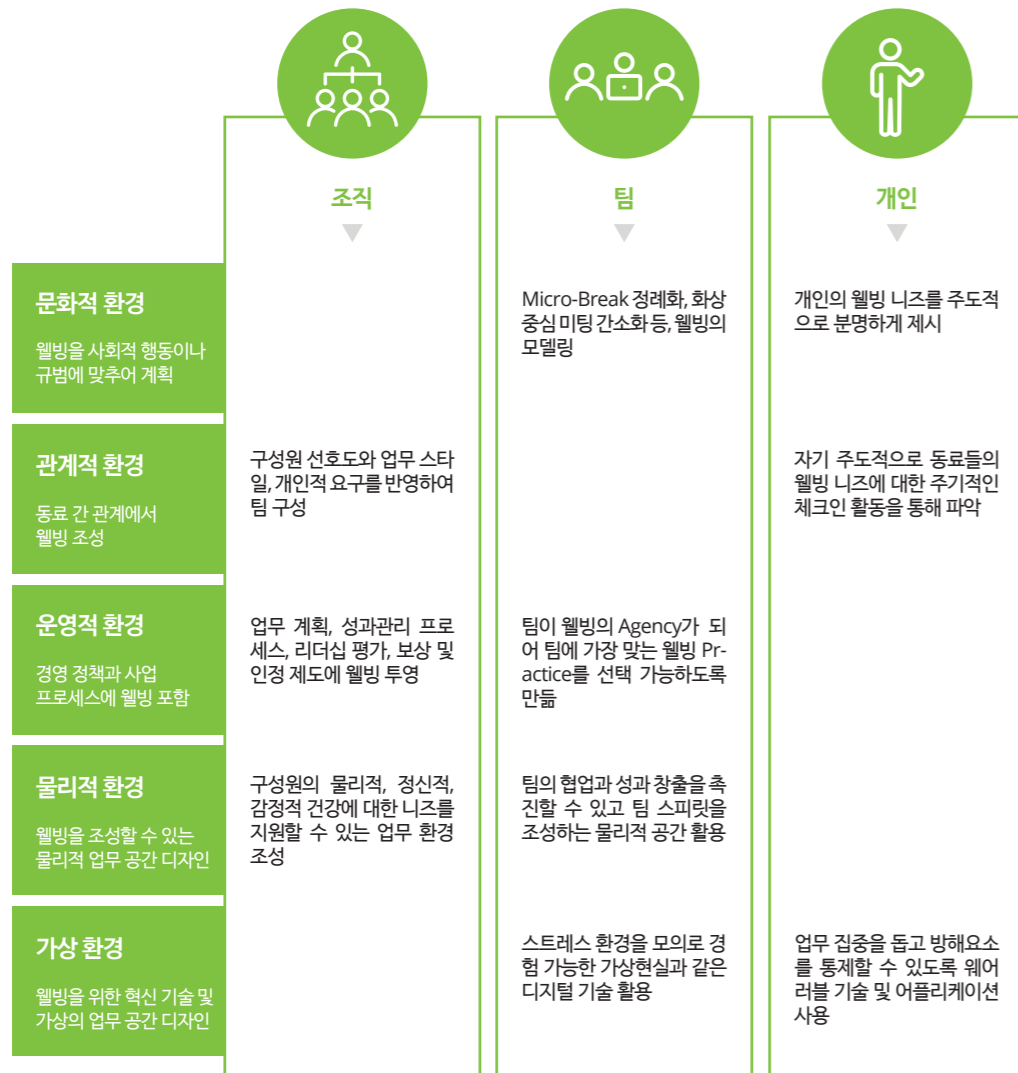 조직
팀
개인
문화적 환경
웰빙을 사회적 행동이나
규범에 맞추어 계획
Micro-Break 정례화, 화상
중심 미팅 간소화 등, 웰빙의
모델링
개인의 웰빙 니즈를 주도적
으로 분명하게 제시
관계적 환경
동료 간 관계에서
웰빙 조성
구성원 선호도와 업무 스타
일, 개인적 요구를 반영하여
팀 구성
자기 주도적으로 동료들의
웰빙 니즈에 대한 주기적인
체크인 활동을 통해 파악
운영적 환경
경영 정책과 사업
프로세스에 웰빙 포함
업무 계획, 성과관리 프로
세스, 리더십 평가, 보상 및
인정 제도에 웰빙 투영
팀이 웰빙의 Agency가 되
어 팀에 가장 맞는 웰빙 Pr-
actice를 선택 가능하도록
만듦
물리적 환경
웰빙을 조성할 수 있는
물리적 업무 공간 디자인
구성원의 물리적, 정신적,
감정적 건강에 대한 니즈를
지원할 수 있는 업무 환경
조성
팀의 협업과 성과 창출을 촉
진할 수 있고 팀 스피릿을
조성하는 물리적 공간 활용
가상 환경
웰빙을 위한 혁신 기술 및
가상의 업무 공간 디자인
스트레스 환경을 모의로 경
험 가능한 가상현실과 같은
디지털 기술 활용
업무 집중을 돕고 방해요소
를 통제할 수 있도록 웨어
러블 기술 및 어플리케이션
사용